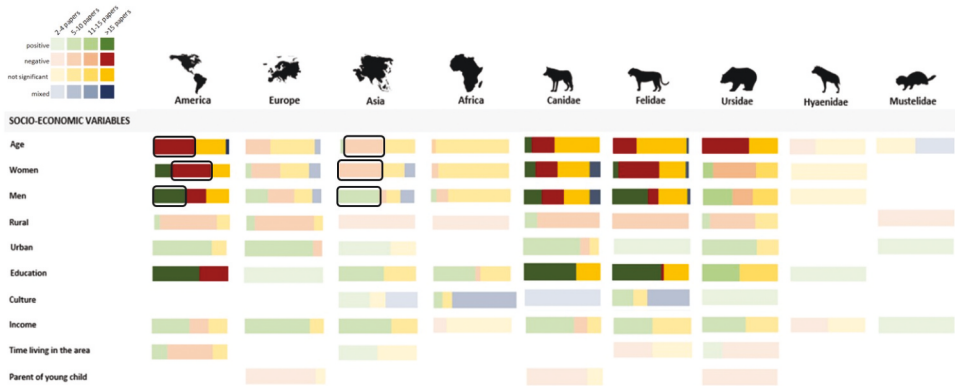 2-4 papers
5-10 papers
11-15 papers
>15 papers
positive
negative
not significant
mixed
America
Europe
Asia
Africa
Canidae
Felidae
Ursidae
Hyaenidae
Mustelidae
SOCIO-ECONOMIC VARIABLES
Age
Women
Men
Rural
Urban
Education
Culture
Income
Time living in the area
Parent of young child